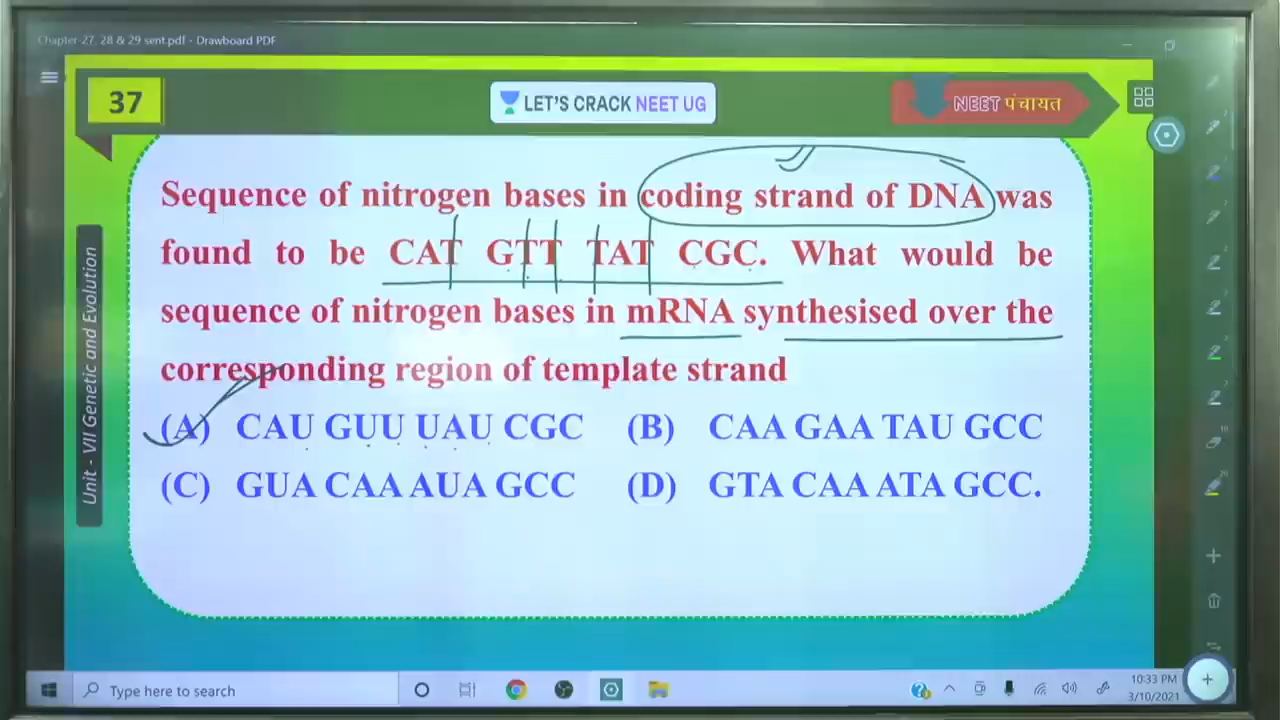 Chapter-27, 28 & 29 sent.pdf - Drawboard PDF
37
LET'S CRACK NEET UG
NEET पंचायत
Sequence of nitrogen bases in coding strand of DNA was
found to be CAT GTT TAT CGC. What would be
sequence of nitrogen bases in mRNA synthesised over the
corresponding region of template strand
(A) CAU GUU UAU CGC (B) CAA GAA TAU GCC
(C) GUA CAA AUA GCC (D) GTA CAA ATA GCC.
Unit - VII Genetic and Evolution
Type here to search
10:33 PM
3/10/2021